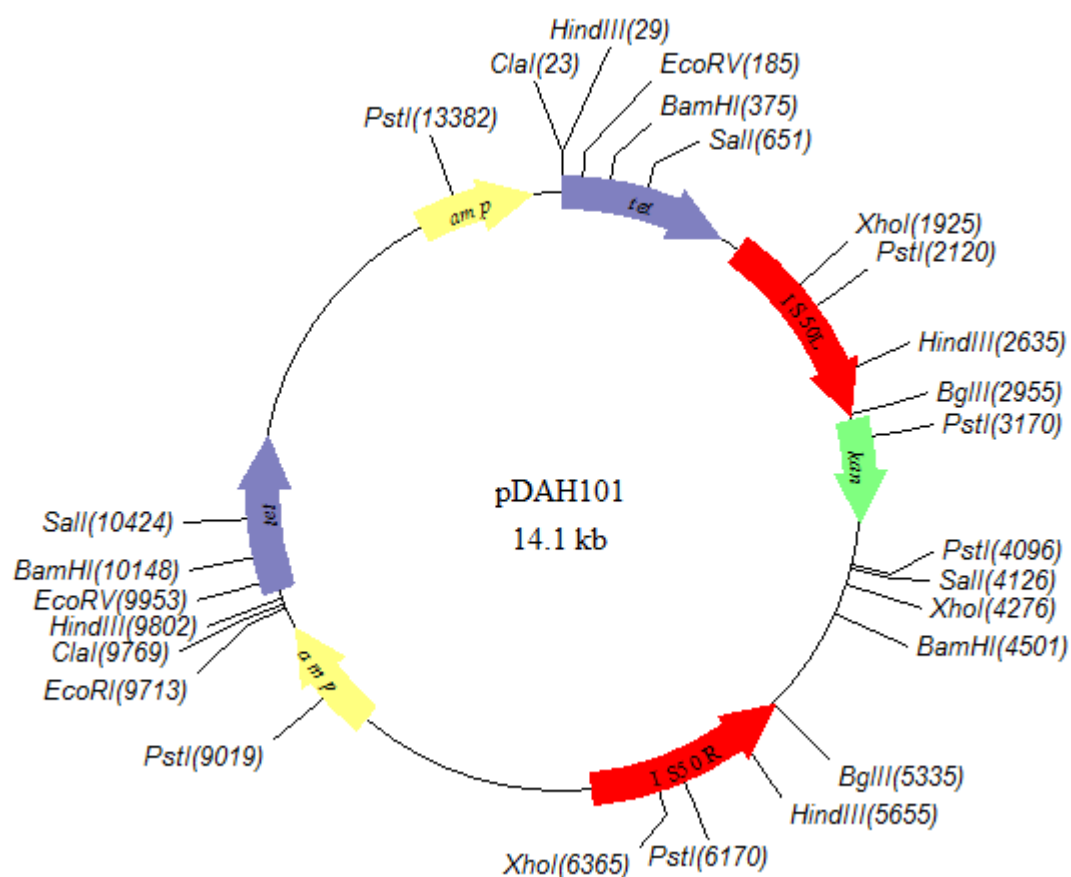 HindIII(29)
ClaI(23)
EcoRV(185)
BamHI(375)
PstI(13382)
SalI(651)
amp
tet
XhoI(1925)
PstI(2120)
IS50L
HindIII(2635)
BglII(2955)
PstI(3170)
kan
pDAH101
14.1 kb
tet
SalI(10424)
BamHI(10148)
EcoRV(9953)
HindIII(9802)
ClaI(9769)
EcoRI(9713)
PstI(4096)
SalI(4126)
XhoI(4276)
BamHI(4501)
amp
PstI(9019)
IS50R
BglII(5335)
HindIII(5655)
XhoI(6365)
PstI(6170)